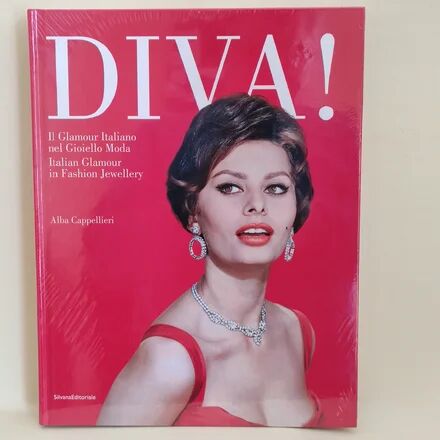 DIVA!
Il Glamour Italiano
nel Gioiello Moda
Italian Glamour
in Fashion Jewellery
Alba Cappellieri
SilvanaEditoriale